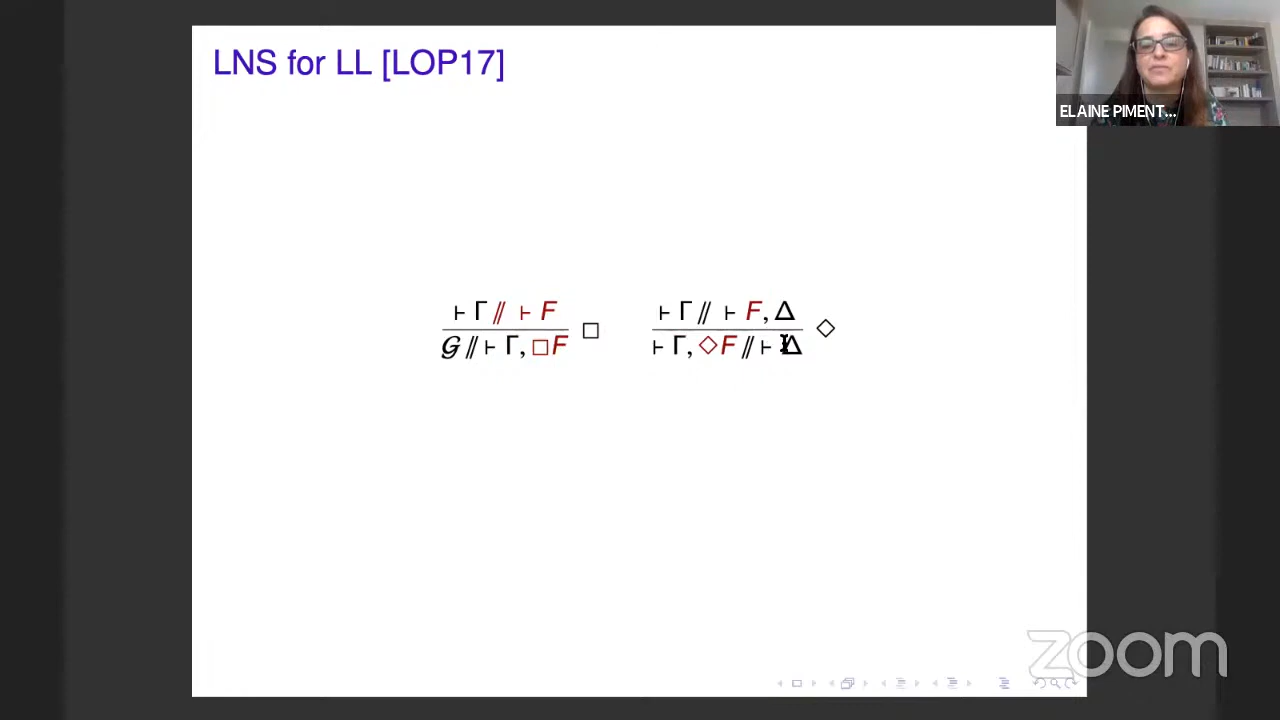 LNS for LL [LOP17]
ELAINE PIMENT...
⊢ Γ // ⊢ F
𝒢 // ⊢ Γ, □F
□
⊢ Γ // ⊢ F, Δ
⊢ Γ, ◇F // ⊢ Δ
◇
zoom